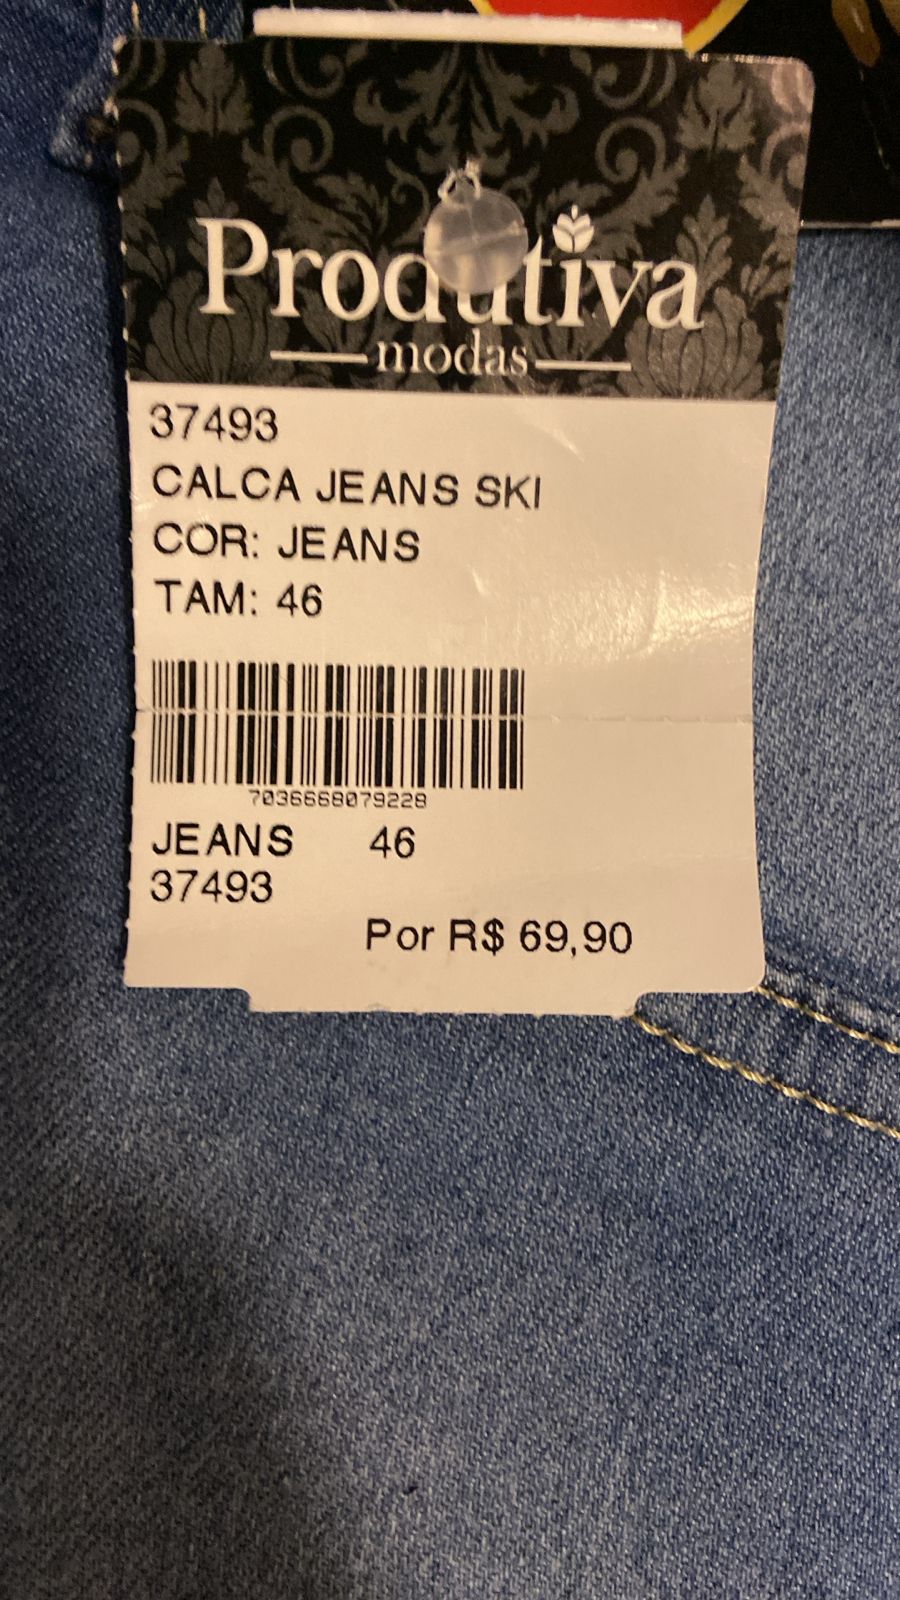 Produtiva
modas
37493
CALCA JEANS SKI
COR: JEANS
TAM: 46
7036668079228
JEANS 46
37493
Por R$ 69,90